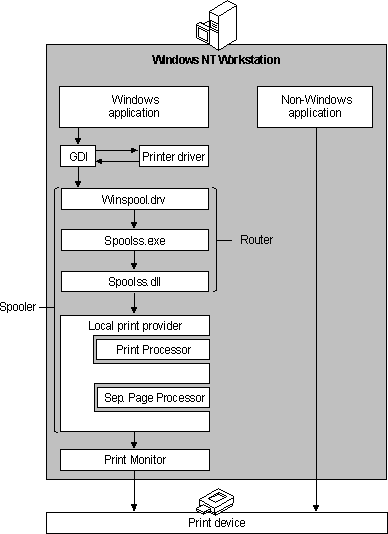 Windows NT Workstation
Windows
application
Non-Windows
application
GDI
Printer driver
Winspool.drv
Spoolss.exe
Router
Spoolss.dll
Spooler
Local print provider
Print Processor
Sep. Page Processor
Print Monitor
Print device